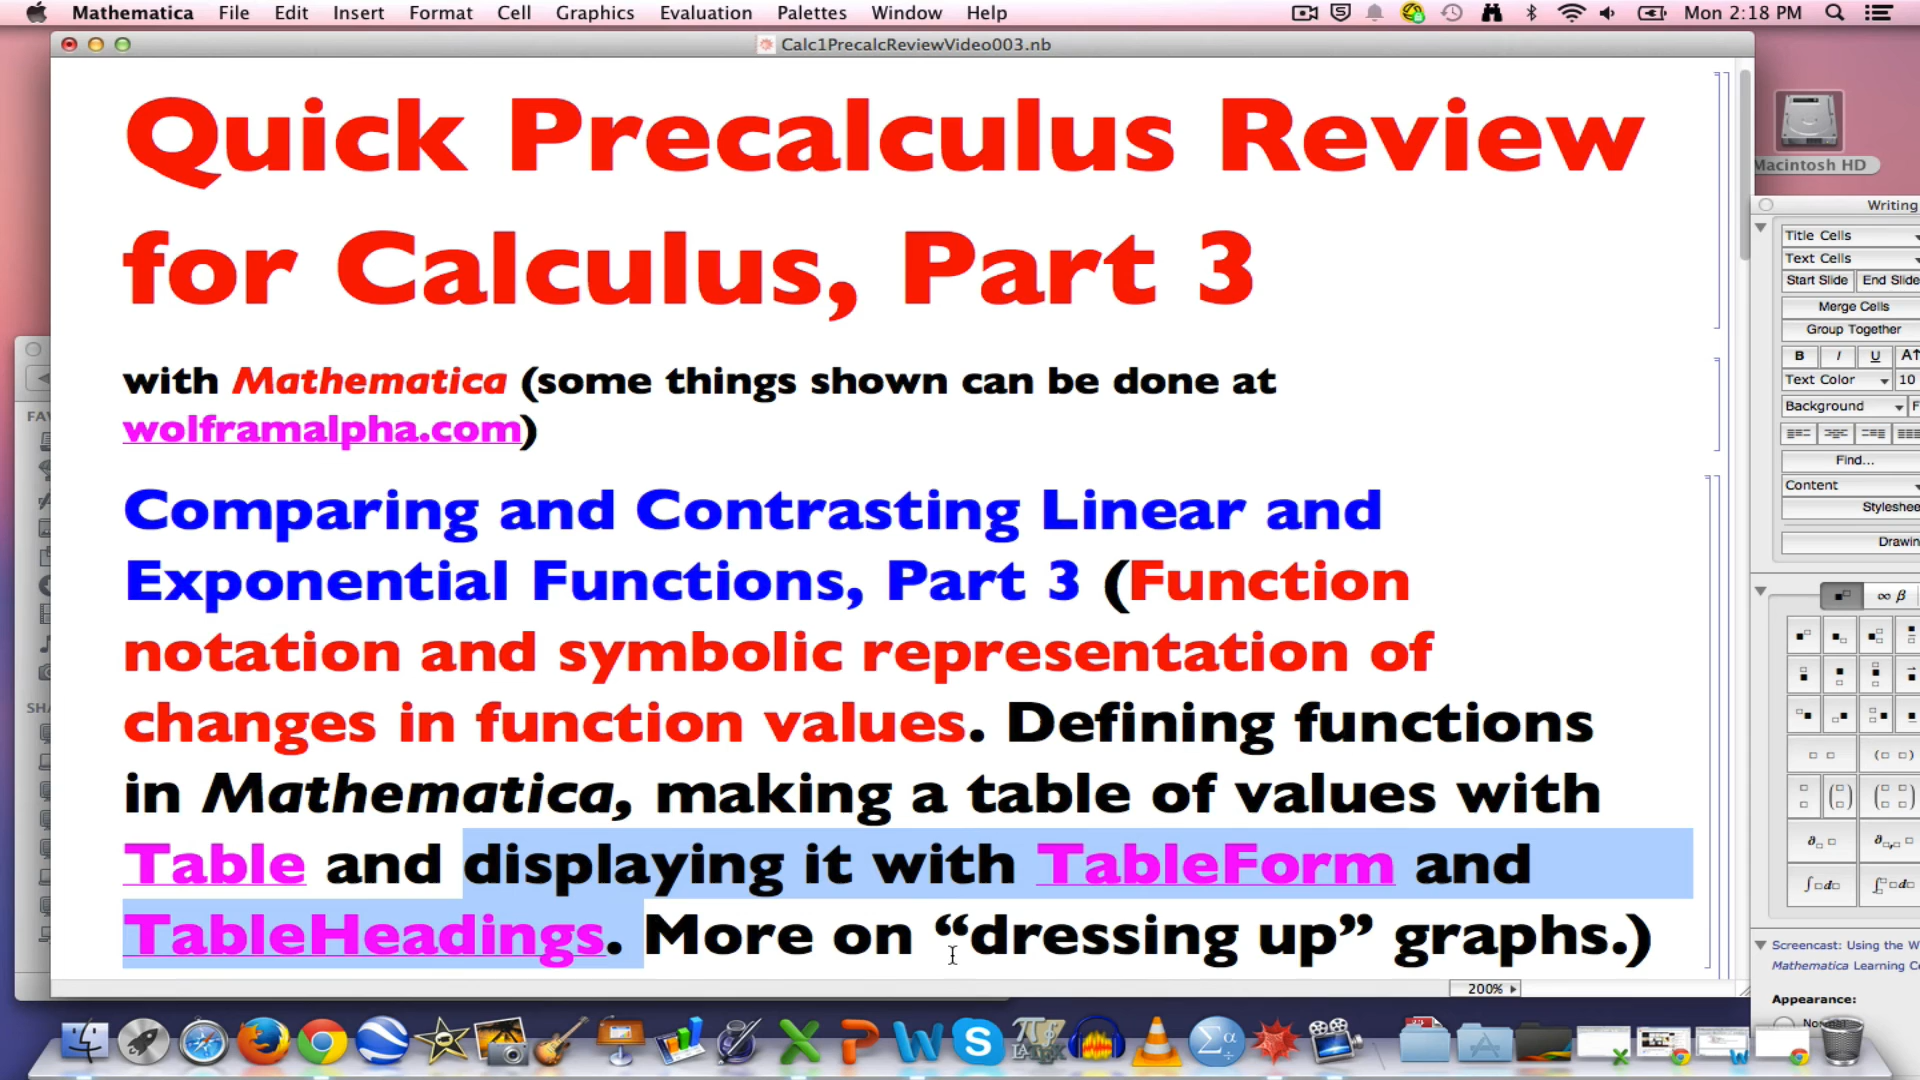 Mathematica File Edit Insert Format Cell Graphics Evaluation Palettes Window Help Mon 2:18 PM
Calc1PrecalcReviewVideo003.nb
Quick Precalculus Review
for Calculus, Part 3
with Mathematica (some things shown can be done at
wolframalpha.com)
Comparing and Contrasting Linear and
Exponential Functions, Part 3 (Function
notation and symbolic representation of
changes in function values. Defining functions
in Mathematica, making a table of values with
Table and displaying it with TableForm and
TableHeadings. More on “dressing up” graphs.)
200%
Macintosh HD
Writing
Title Cells
Text Cells
Start Slide End Slide
Merge Cells
Group Together
B I U A
Text Color 10
Background F
Find...
Content
Styleshee
Drawin
∞ β
Screencast: Using the W
Mathematica Learning Ce
Appearance:
FAV
SHA